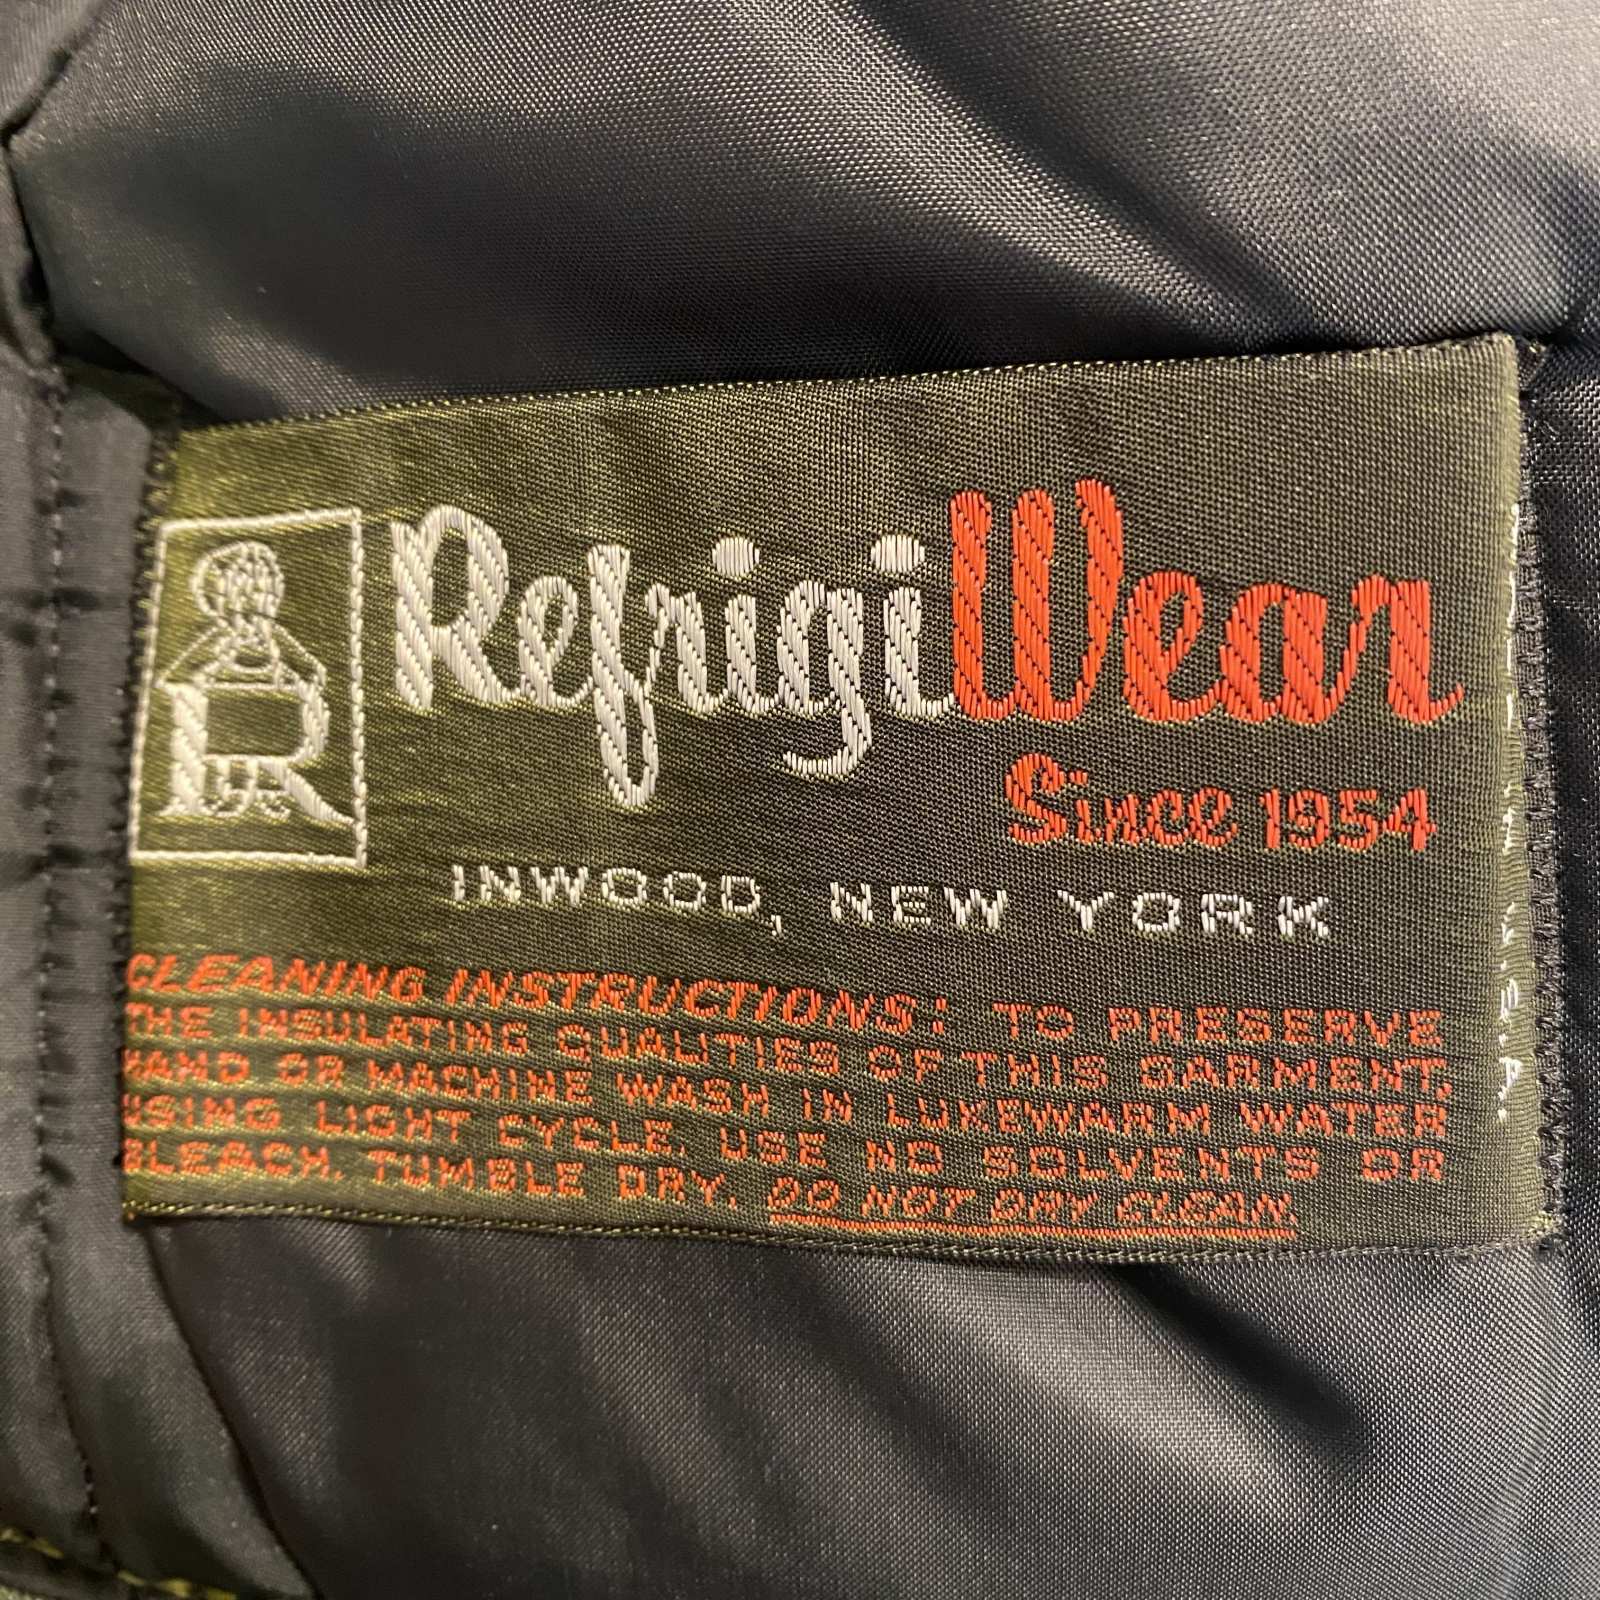 RefrigiWear
Since 1954
INWOOD, NEW YORK
CLEANING INSTRUCTIONS: TO PRESERVE
THE INSULATING QUALITIES OF THIS GARMENT,
HAND OR MACHINE WASH IN LUKEWARM WATER
USING LIGHT CYCLE. USE NO SOLVENTS OR
BLEACH. TUMBLE DRY. DO NOT DRY CLEAN.